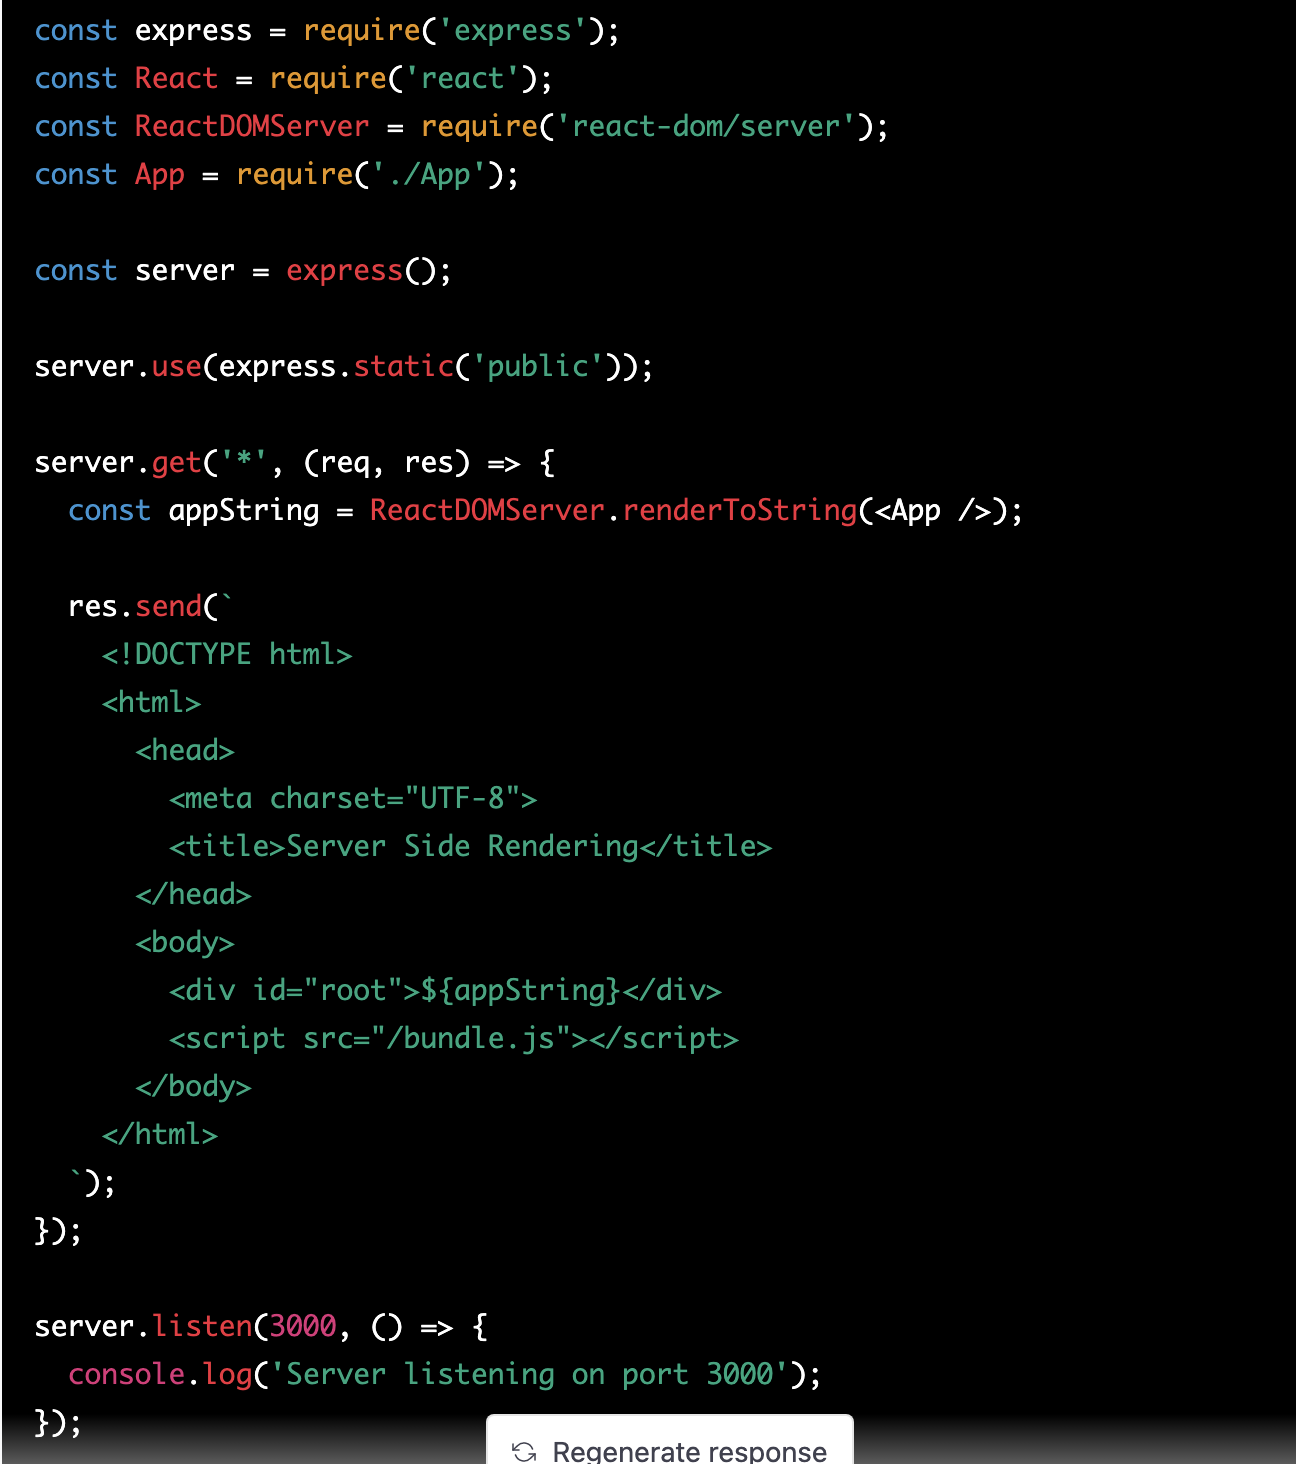 const express = require('express');
const React = require('react');
const ReactDOMServer = require('react-dom/server');
const App = require('./App');

const server = express();

server.use(express.static('public'));

server.get('*', (req, res) => {
  const appString = ReactDOMServer.renderToString(<App />);

  res.send(`
    <!DOCTYPE html>
    <html>
      <head>
        <meta charset="UTF-8">
        <title>Server Side Rendering</title>
      </head>
      <body>
        <div id="root">${appString}</div>
        <script src="/bundle.js"></script>
      </body>
    </html>
  `);
});

server.listen(3000, () => {
  console.log('Server listening on port 3000');
});
Regenerate response